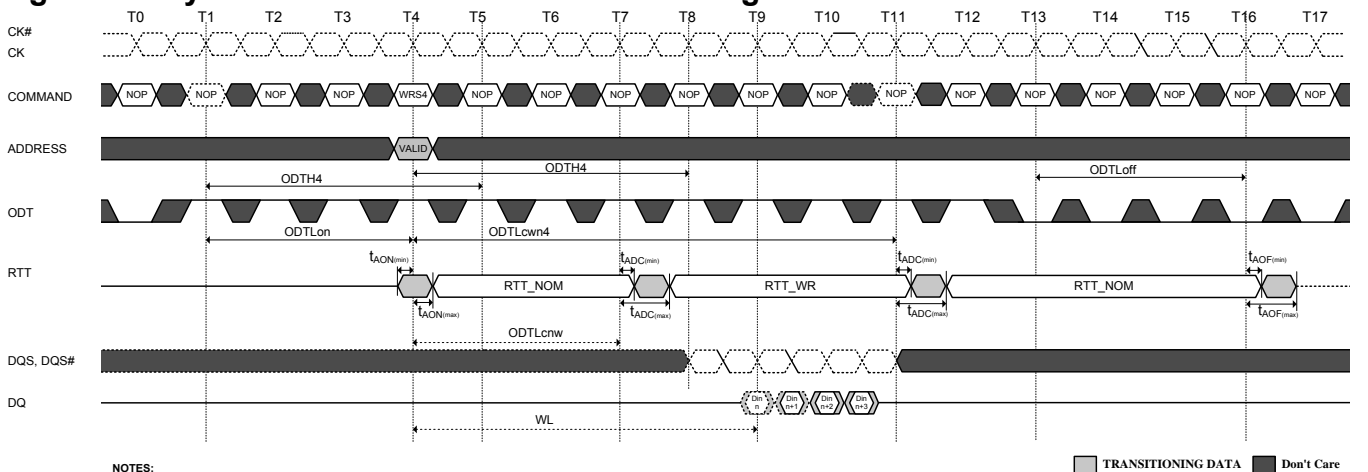 T0 T1 T2 T3 T4 T5 T6 T7 T8 T9 T10 T11 T12 T13 T14 T15 T16 T17
CK#
CK
COMMAND NOP NOP NOP NOP WRS4 NOP NOP NOP NOP NOP NOP NOP NOP NOP NOP NOP NOP NOP
ADDRESS VALID
ODTH4 ODTH4 ODTLoff
ODT
ODTLon ODTLcwn4
tAON(min) tADC(min) tADC(min) tAOF(min)
RTT RTT_NOM RTT_WR RTT_NOM
tAON(max) tADC(max) tADC(max) tAOF(max)
ODTLcnw
DQS, DQS#
DQ Din n Din n+1 Din n+2 Din n+3
WL
NOTES: TRANSITIONING DATA Don't Care